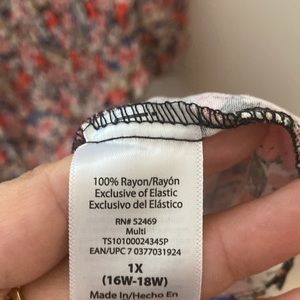 100% Rayon/Rayón
Exclusive of Elastic
Exclusivo del Elástico
RN# 52469
Multi
TS10100024345P
EAN/UPC 7 0377031924
1X
(16W-18W)
Made In/Hecho En